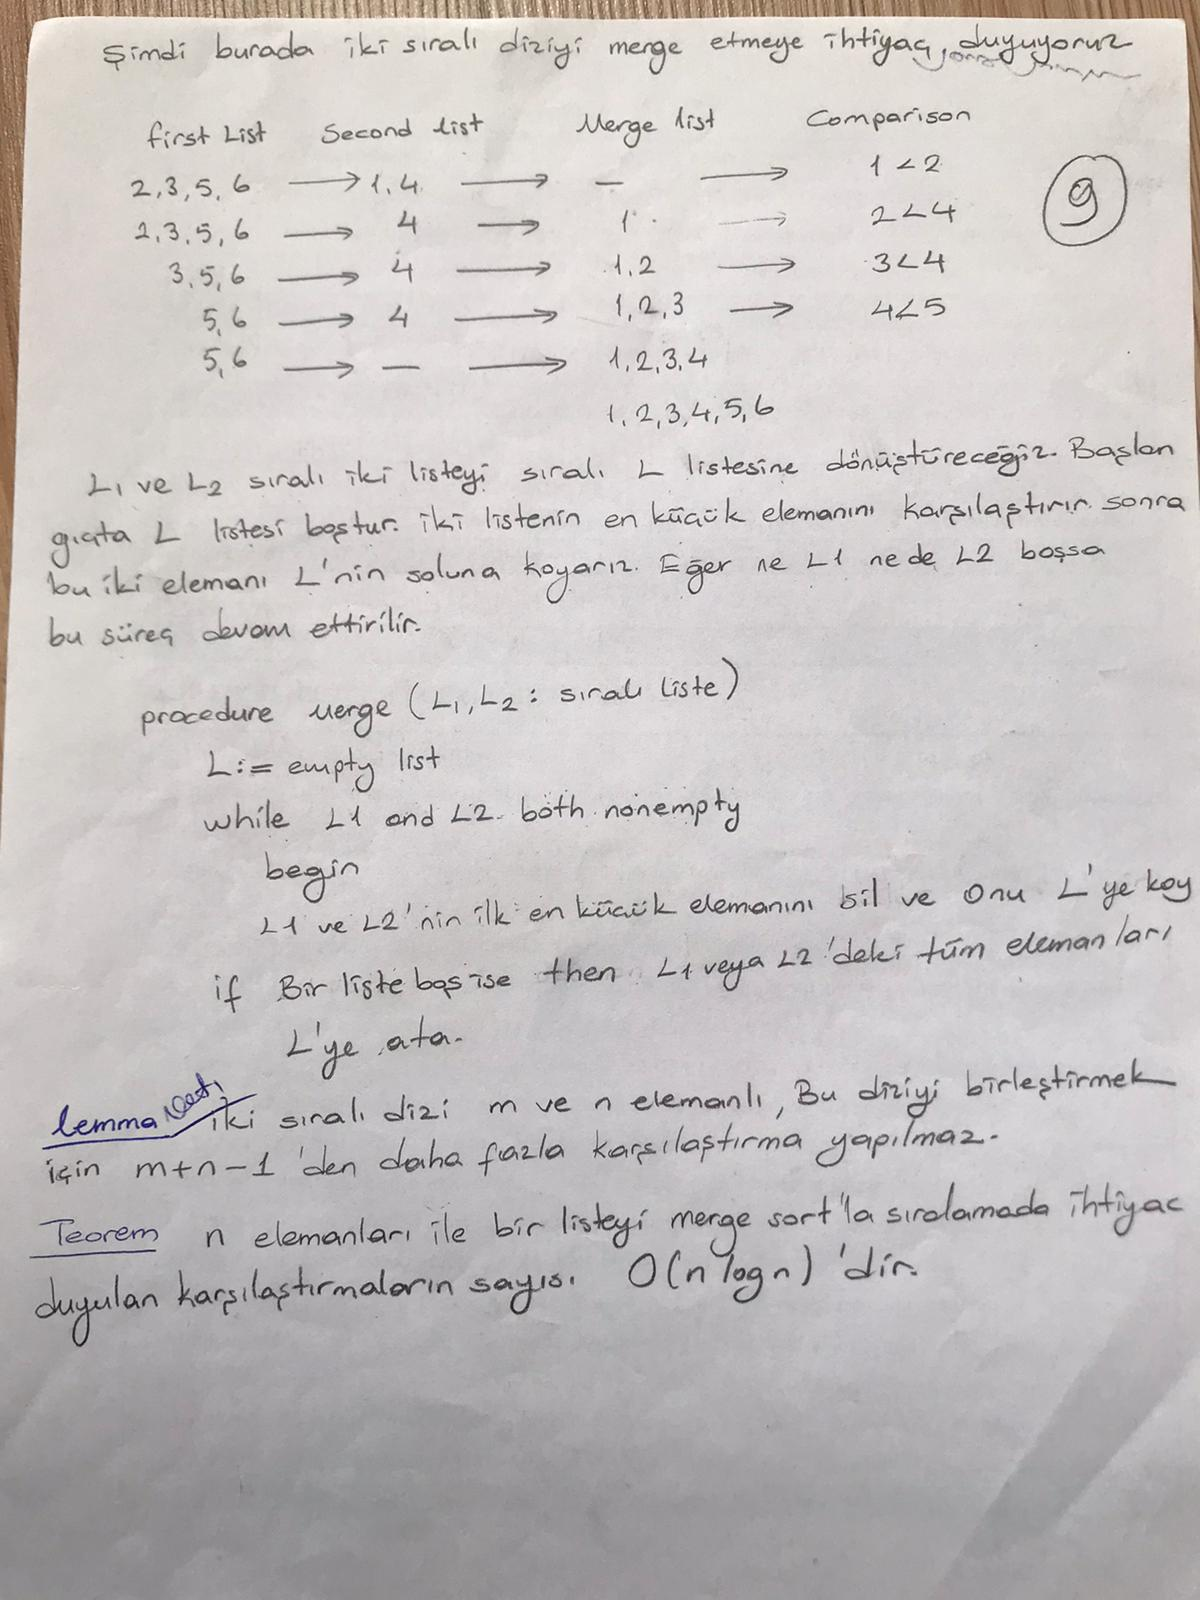 Şimdi burada iki sıralı diziyi merge etmeye ihtiyaç duyuyoruz
first List Second list Merge list Comparison
2,3,5,6 → 1,4 → — → 1<2
2,3,5,6 → 4 → 1 → 2<4
3,5,6 → 4 → 1,2 → 3<4
5,6 → 4 → 1,2,3 → 4<5
5,6 → — → 1,2,3,4
1,2,3,4,5,6
9
L1 ve L2 sıralı iki listeyi sıralı L listesine dönüştüreceğiz. Başlan
gıçta L listesi boştur. iki listenin en küçük elemanını karşılaştırır sonra
bu iki elemanı L'nin soluna koyarız. Eğer ne L1 nede L2 boşsa
bu süreç devam ettirilir.
procedure Merge (L1, L2 : sıralı liste)
L:= empty list
while L1 and L2 both nonempty
begin
L1 ve L2'nin ilk en küçük elemanını sil ve Onu L'ye koy
if Bir liste boş ise then L1 veya L2 'deki tüm elemanları
L'ye ata.
lemma iki sıralı dizi m ve n elemanlı, Bu diziyi birleştirmek
için m+n-1 'den daha fazla karşılaştırma yapılmaz.
Teorem n elemanları ile bir listeyi merge sort'la sıralamada ihtiyac
duyulan karşılaştırmaların sayısı O(n logn) 'dir.